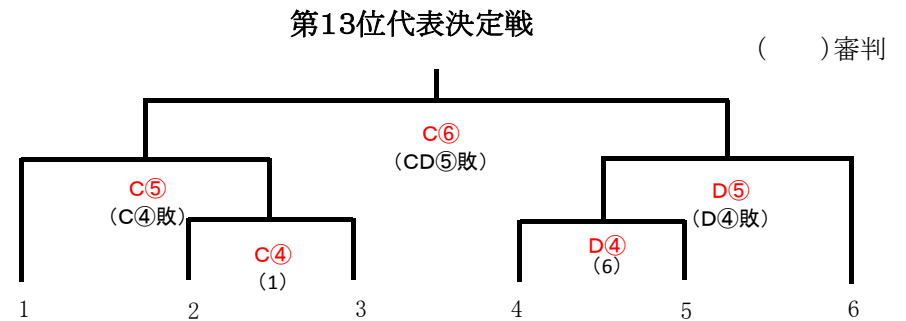 第13位代表決定戦
(　　)審判
C⑥
(CD⑤敗)
C⑤
(C④敗)
D⑤
(D④敗)
C④
(1)
D④
(6)
1 2 3 4 5 6